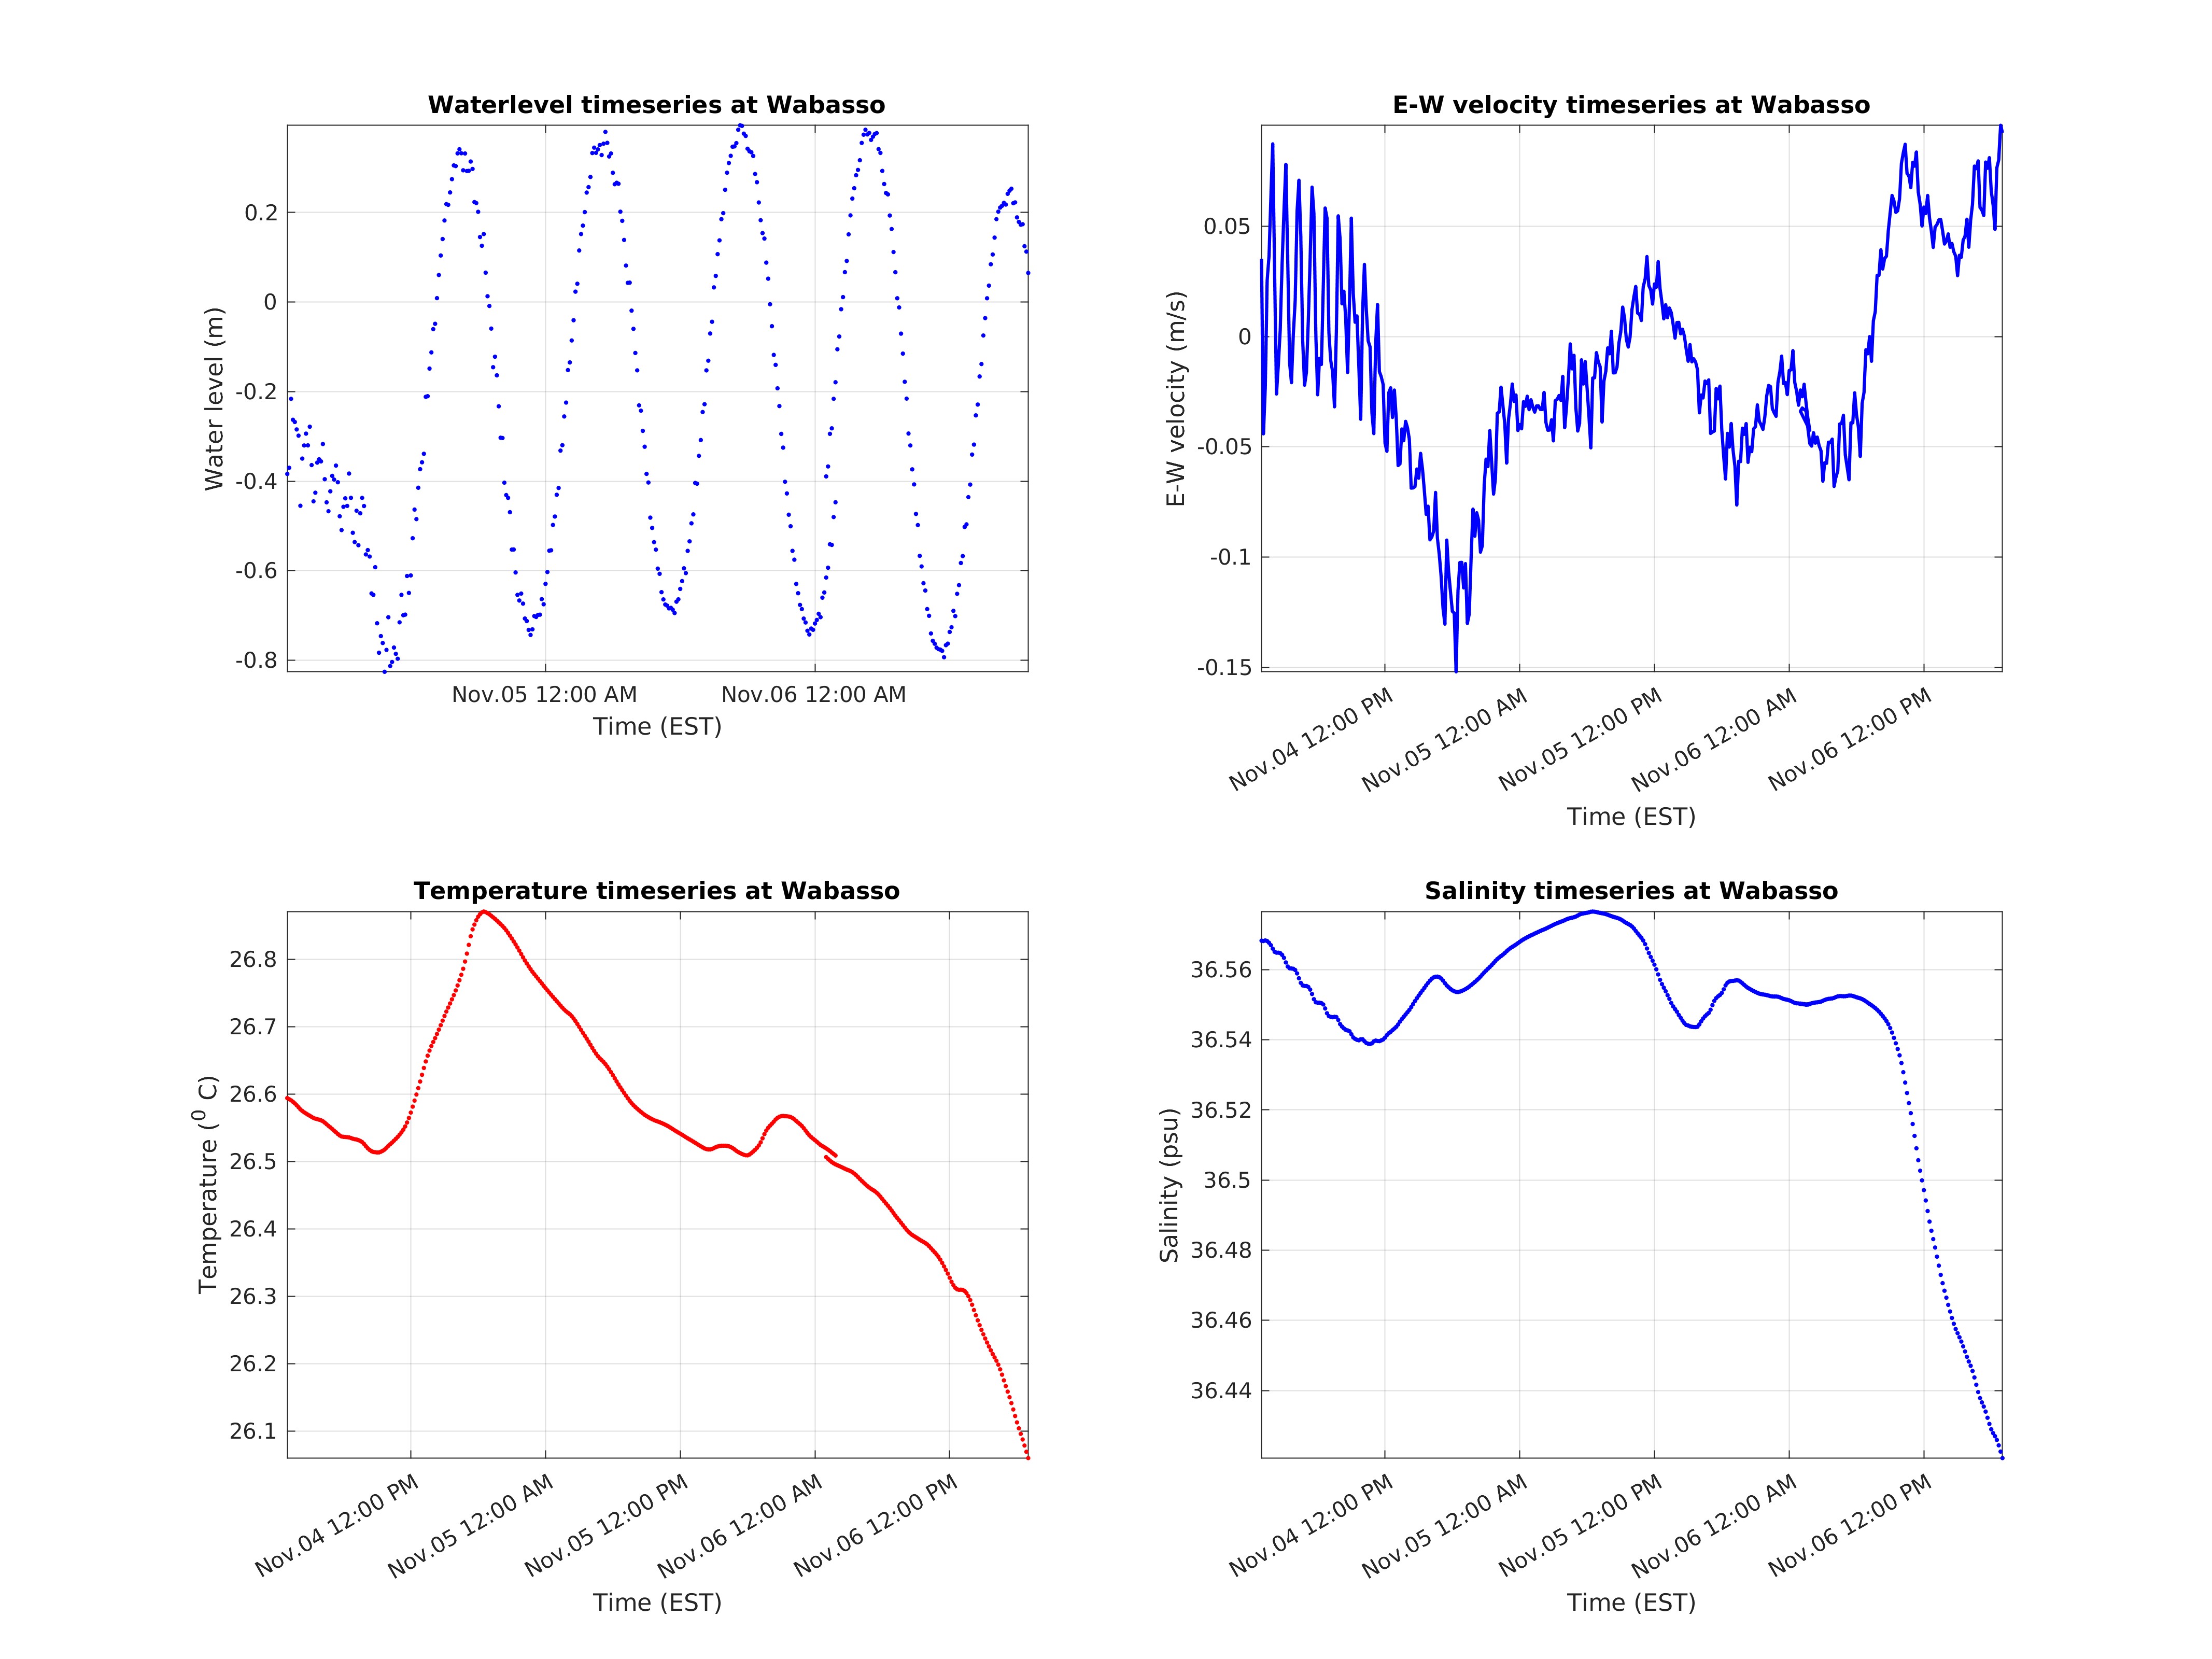 Waterlevel timeseries at Wabasso
0.2
0
-0.2
-0.4
-0.6
-0.8
Water level (m)
Nov.05 12:00 AM
Nov.06 12:00 AM
Time (EST)
E-W velocity timeseries at Wabasso
0.05
0
-0.05
-0.1
-0.15
E-W velocity (m/s)
Nov.04 12:00 PM
Nov.05 12:00 AM
Nov.05 12:00 PM
Nov.06 12:00 AM
Nov.06 12:00 PM
Time (EST)
Temperature timeseries at Wabasso
26.8
26.7
26.6
26.5
26.4
26.3
26.2
26.1
Temperature (⁰ C)
Nov.04 12:00 PM
Nov.05 12:00 AM
Nov.05 12:00 PM
Nov.06 12:00 AM
Nov.06 12:00 PM
Time (EST)
Salinity timeseries at Wabasso
36.56
36.54
36.52
36.5
36.48
36.46
36.44
Salinity (psu)
Nov.04 12:00 PM
Nov.05 12:00 AM
Nov.05 12:00 PM
Nov.06 12:00 AM
Nov.06 12:00 PM
Time (EST)